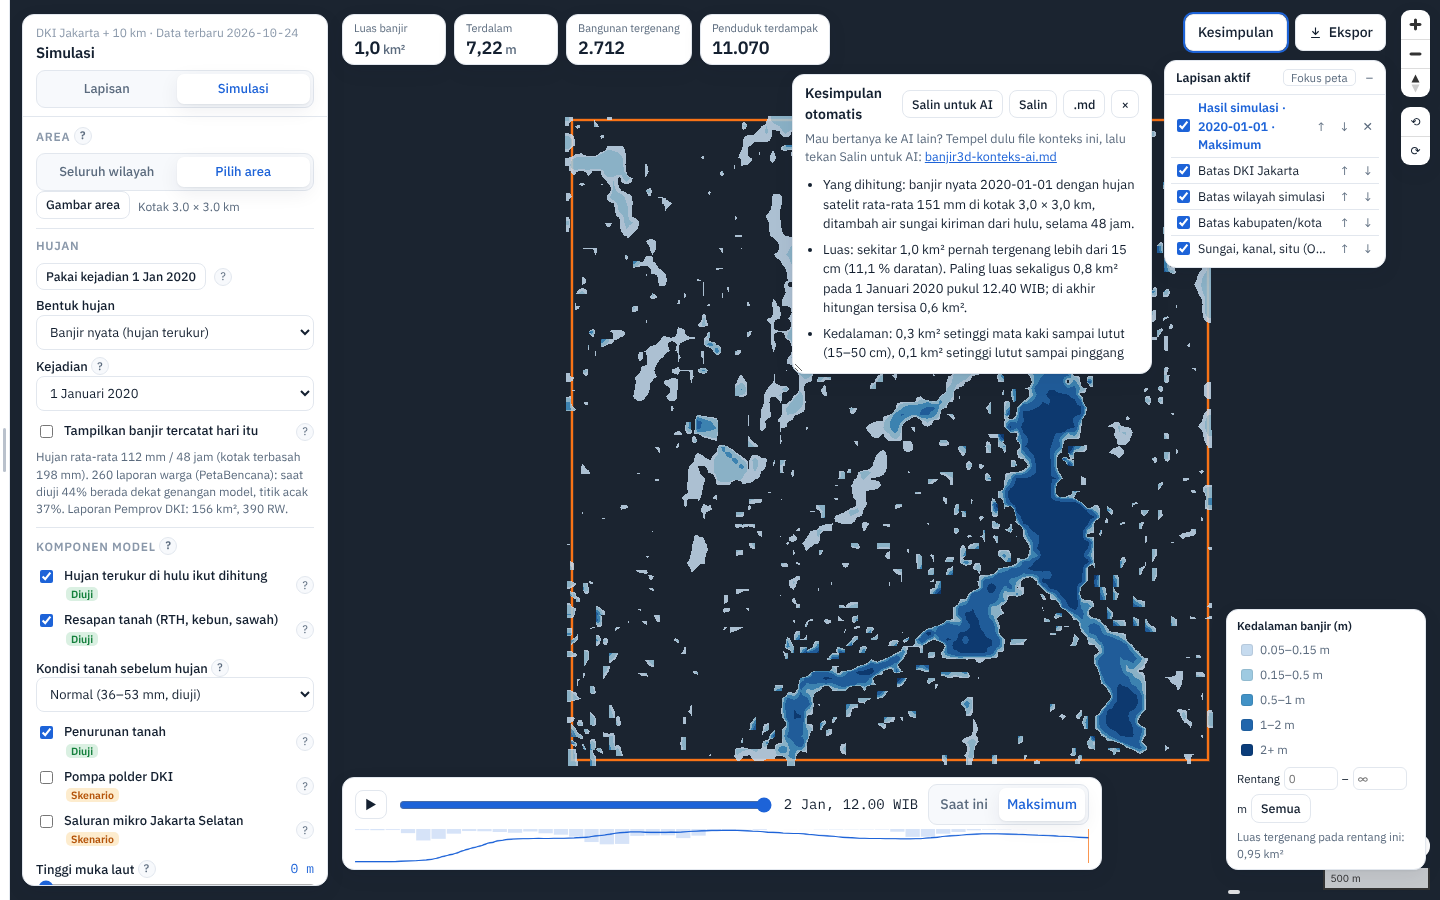 DKI Jakarta + 10 km · Data terbaru 2026-10-24
Simulasi
Lapisan
Simulasi
AREA ?
Seluruh wilayah
Pilih area
Gambar area
Kotak 3.0 × 3.0 km
HUJAN
Pakai kejadian 1 Jan 2020
?
Bentuk hujan
Banjir nyata (hujan terukur)
Kejadian ?
1 Januari 2020
Tampilkan banjir tercatat hari itu
?
Hujan rata-rata 112 mm / 48 jam (kotak terbasah
198 mm). 260 laporan warga (PetaBencana): saat
diuji 44% berada dekat genangan model, titik acak
37%. Laporan Pemprov DKI: 156 km², 390 RW.
KOMPONEN MODEL ?
Hujan terukur di hulu ikut dihitung
Diuji
?
Resapan tanah (RTH, kebun, sawah)
Diuji
?
Kondisi tanah sebelum hujan ?
Normal (36–53 mm, diuji)
Penurunan tanah
Diuji
?
Pompa polder DKI
Skenario
?
Saluran mikro Jakarta Selatan
Skenario
?
Tinggi muka laut ?
0 m
Luas banjir
1,0 km²
Terdalam
7,22 m
Bangunan tergenang
2.712
Penduduk terdampak
11.070
Kesimpulan
Ekspor
Kesimpulan
otomatis
Salin untuk AI
Salin
.md
×
Mau bertanya ke AI lain? Tempel dulu file konteks ini, lalu
tekan Salin untuk AI: banjir3d-konteks-ai.md
• Yang dihitung: banjir nyata 2020-01-01 dengan hujan
satelit rata-rata 151 mm di kotak 3,0 × 3,0 km,
ditambah air sungai kiriman dari hulu, selama 48 jam.
• Luas: sekitar 1,0 km² pernah tergenang lebih dari 15
cm (11,1 % daratan). Paling luas sekaligus 0,8 km²
pada 1 Januari 2020 pukul 12.40 WIB; di akhir
hitungan tersisa 0,6 km².
• Kedalaman: 0,3 km² setinggi mata kaki sampai lutut
(15–50 cm), 0,1 km² setinggi lutut sampai pinggang
Lapisan aktif
Fokus peta
−
Hasil simulasi ·
2020-01-01 ·
Maksimum
↑ ↓ ✕
Batas DKI Jakarta ↑ ↓
Batas wilayah simulasi ↑ ↓
Batas kabupaten/kota ↑ ↓
Sungai, kanal, situ (O... ↑ ↓
2 Jan, 12.00 WIB
Saat ini
Maksimum
Kedalaman banjir (m)
0.05–0.15 m
0.15–0.5 m
0.5–1 m
1–2 m
2+ m
Rentang 0 – ∞
m Semua
Luas tergenang pada rentang ini:
0,95 km²
500 m